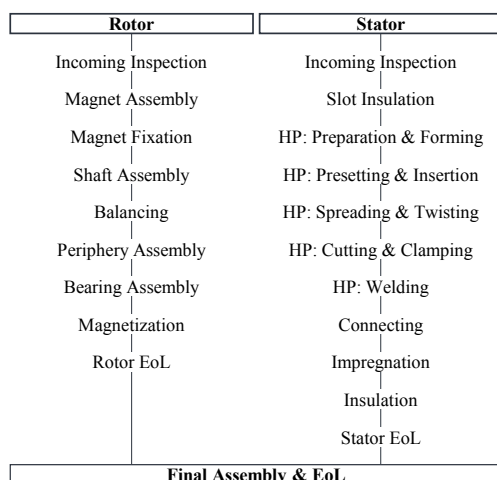 Rotor
Incoming Inspection
Magnet Assembly
Magnet Fixation
Shaft Assembly
Balancing
Periphery Assembly
Bearing Assembly
Magnetization
Rotor EoL
Stator
Incoming Inspection
Slot Insulation
HP: Preparation & Forming
HP: Presetting & Insertion
HP: Spreading & Twisting
HP: Cutting & Clamping
HP: Welding
Connecting
Impregnation
Insulation
Stator EoL
Final Assembly & EoL